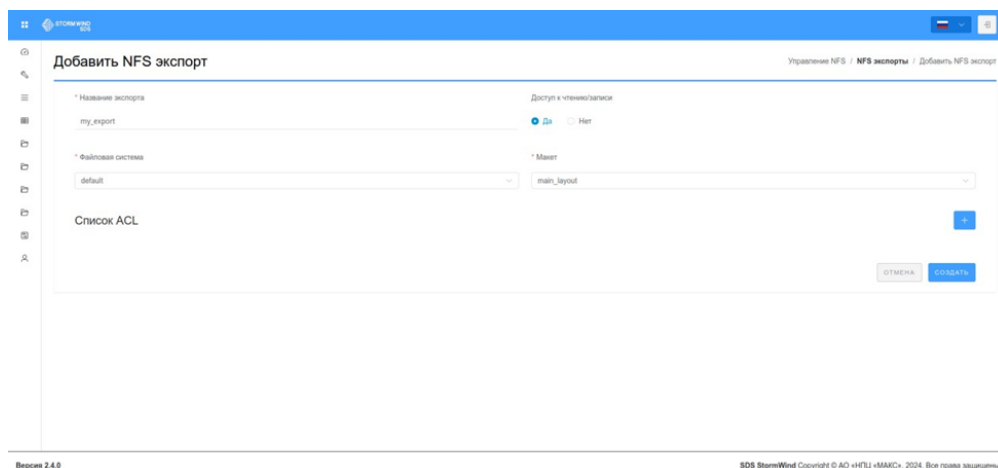 STORMWIND
SDS
Добавить NFS экспорт
Управление NFS / NFS экспорты / Добавить NFS экспорт
* Название экспорта
Доступ к чтению/записи
my_export
Да
Нет
* Файловая система
* Макет
default
main_layout
Список ACL
+
ОТМЕНА
СОЗДАТЬ
Версия 2.4.0
SDS StormWind Copyright © АО «НПЦ «МАКС», 2024. Все права защищены